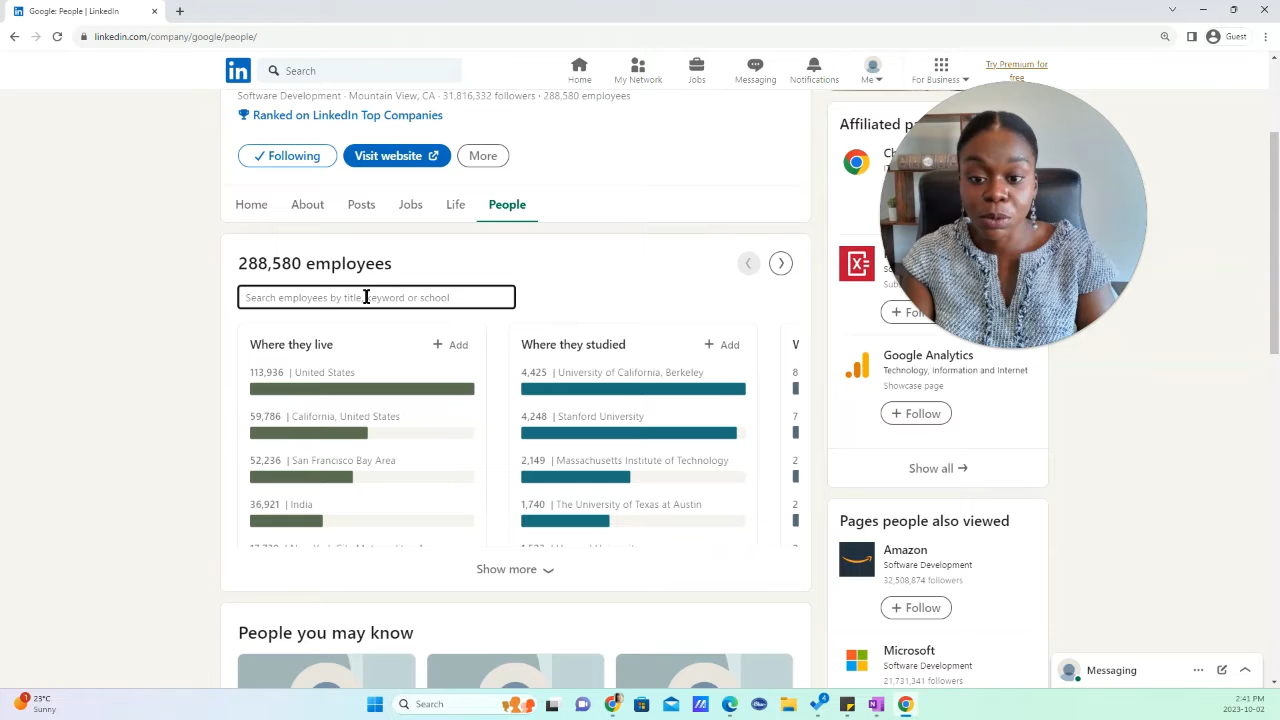 Google: People | LinkedIn
linkedin.com/company/google/people/
Guest
in
Search
Home
My Network
Jobs
Messaging
Notifications
Me
For Business
Try Premium for
free
Software Development · Mountain View, CA · 31,816,332 followers · 288,580 employees
Ranked on LinkedIn Top Companies
Following
Visit website
More
Home
About
Posts
Jobs
Life
People
288,580 employees
Search employees by title, keyword or school
Where they live
+ Add
113,936 | United States
59,786 | California, United States
52,236 | San Francisco Bay Area
36,921 | India
Where they studied
+ Add
4,425 | University of California, Berkeley
4,248 | Stanford University
2,149 | Massachusetts Institute of Technology
1,740 | The University of Texas at Austin
Show more
People you may know
Affiliated p
Ch
+ Fol
Google Analytics
Technology, Information and Internet
Showcase page
+ Follow
Show all →
Pages people also viewed
Amazon
Software Development
32,508,874 followers
+ Follow
Microsoft
Software Development
21,731,341 followers
Messaging
23°C
Sunny
Search
2:41 PM
2023-10-02